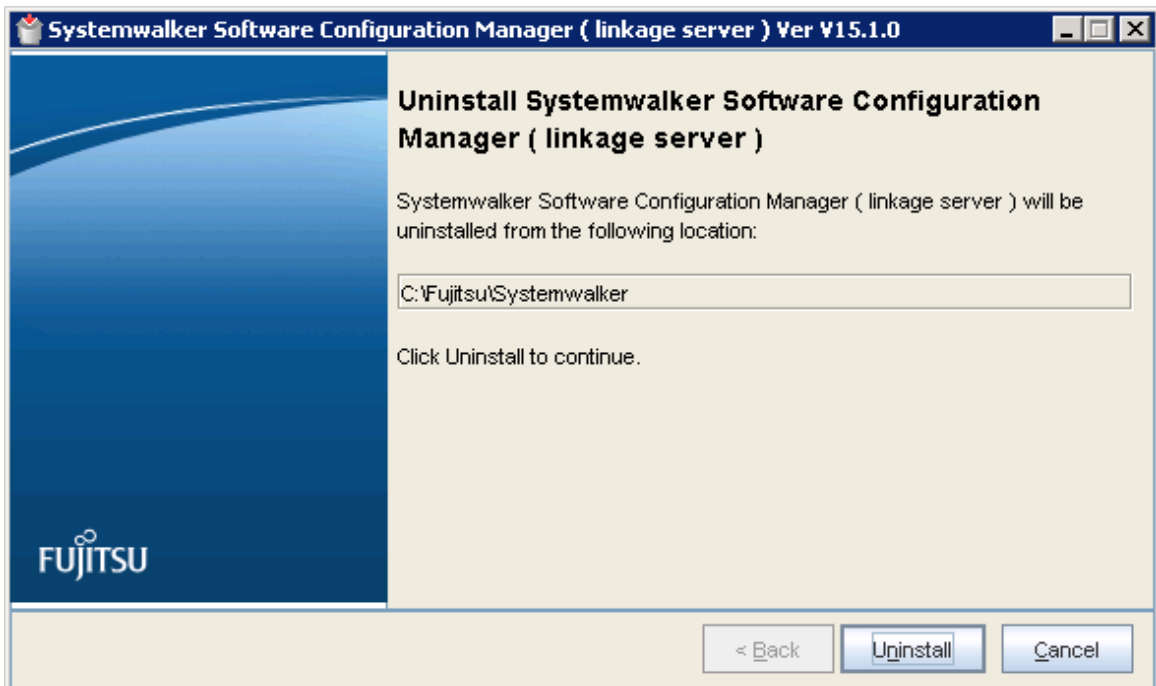 Systemwalker Software Configuration Manager ( linkage server ) Ver V15.1.0
Uninstall Systemwalker Software Configuration
Manager ( linkage server )
Systemwalker Software Configuration Manager ( linkage server ) will be
uninstalled from the following location:
C:\Fujitsu\Systemwalker
Click Uninstall to continue.
FUJITSU
< Back
Uninstall
Cancel